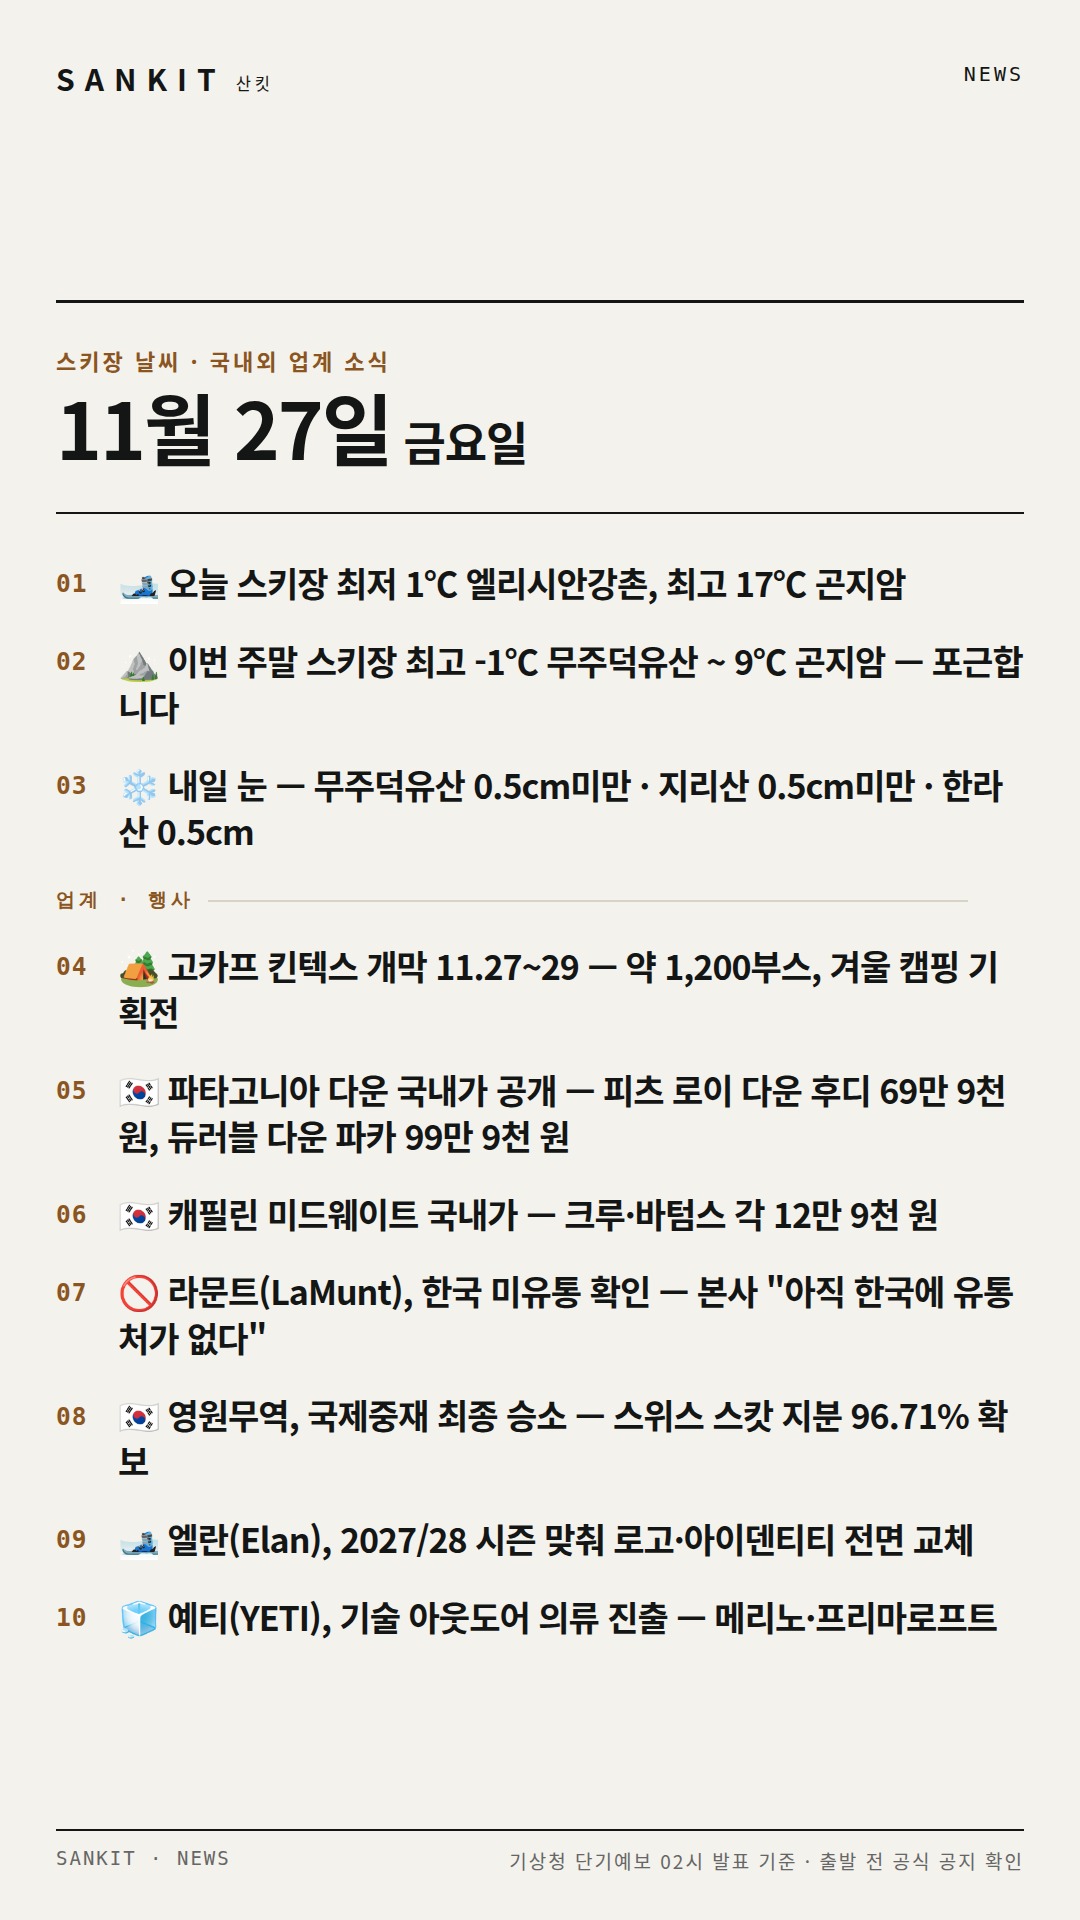 SANKIT 산킷
NEWS
스키장 날씨 · 국내외 업계 소식
11월 27일 금요일
01 🎿 오늘 스키장 최저 1℃ 엘리시안강촌, 최고 17℃ 곤지암
02 ⛰️ 이번 주말 스키장 최고 -1℃ 무주덕유산 ~ 9℃ 곤지암 — 포근합
니다
03 ❄️ 내일 눈 — 무주덕유산 0.5cm미만 · 지리산 0.5cm미만 · 한라
산 0.5cm
업계 · 행사
04 🏕️ 고카프 킨텍스 개막 11.27~29 — 약 1,200부스, 겨울 캠핑 기
획전
05 🇰🇷 파타고니아 다운 국내가 공개 — 피츠 로이 다운 후디 69만 9천
원, 듀러블 다운 파카 99만 9천 원
06 🇰🇷 캐필린 미드웨이트 국내가 — 크루·바텀스 각 12만 9천 원
07 🚫 라문트(LaMunt), 한국 미유통 확인 — 본사 "아직 한국에 유통
처가 없다"
08 🇰🇷 영원무역, 국제중재 최종 승소 — 스위스 스캇 지분 96.71% 확
보
09 🎿 엘란(Elan), 2027/28 시즌 맞춰 로고·아이덴티티 전면 교체
10 🧊 예티(YETI), 기술 아웃도어 의류 진출 — 메리노·프리마로프트
SANKIT · NEWS
기상청 단기예보 02시 발표 기준 · 출발 전 공식 공지 확인